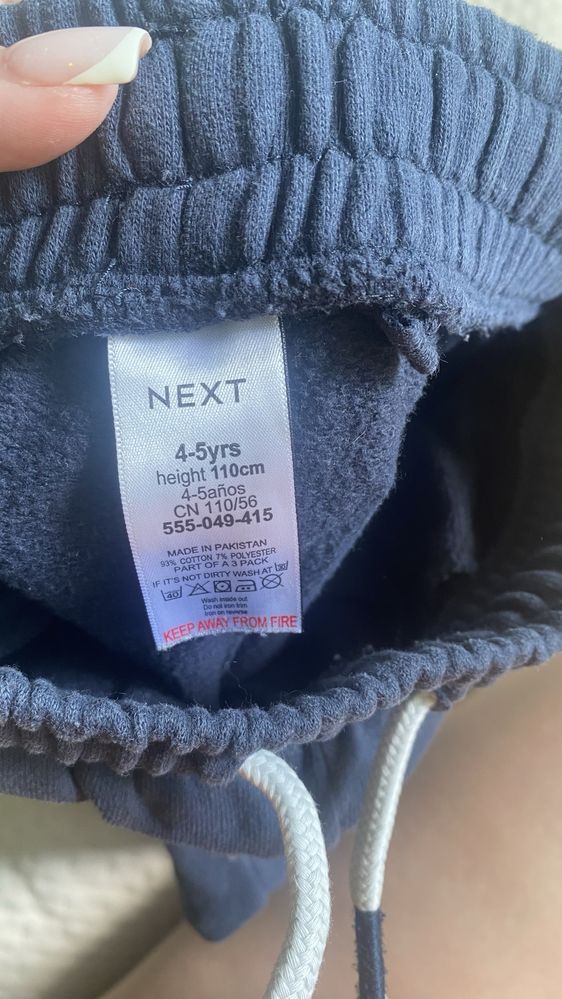 NEXT
4-5yrs
height 110cm
4-5años
CN 110/56
555-049-415
MADE IN PAKISTAN
93% COTTON 7% POLYESTER
PART OF A 3 PACK
IF IT'S NOT DIRTY WASH AT 30
40
Wash inside out
Do not iron trim
Iron on reverse
KEEP AWAY FROM FIRE